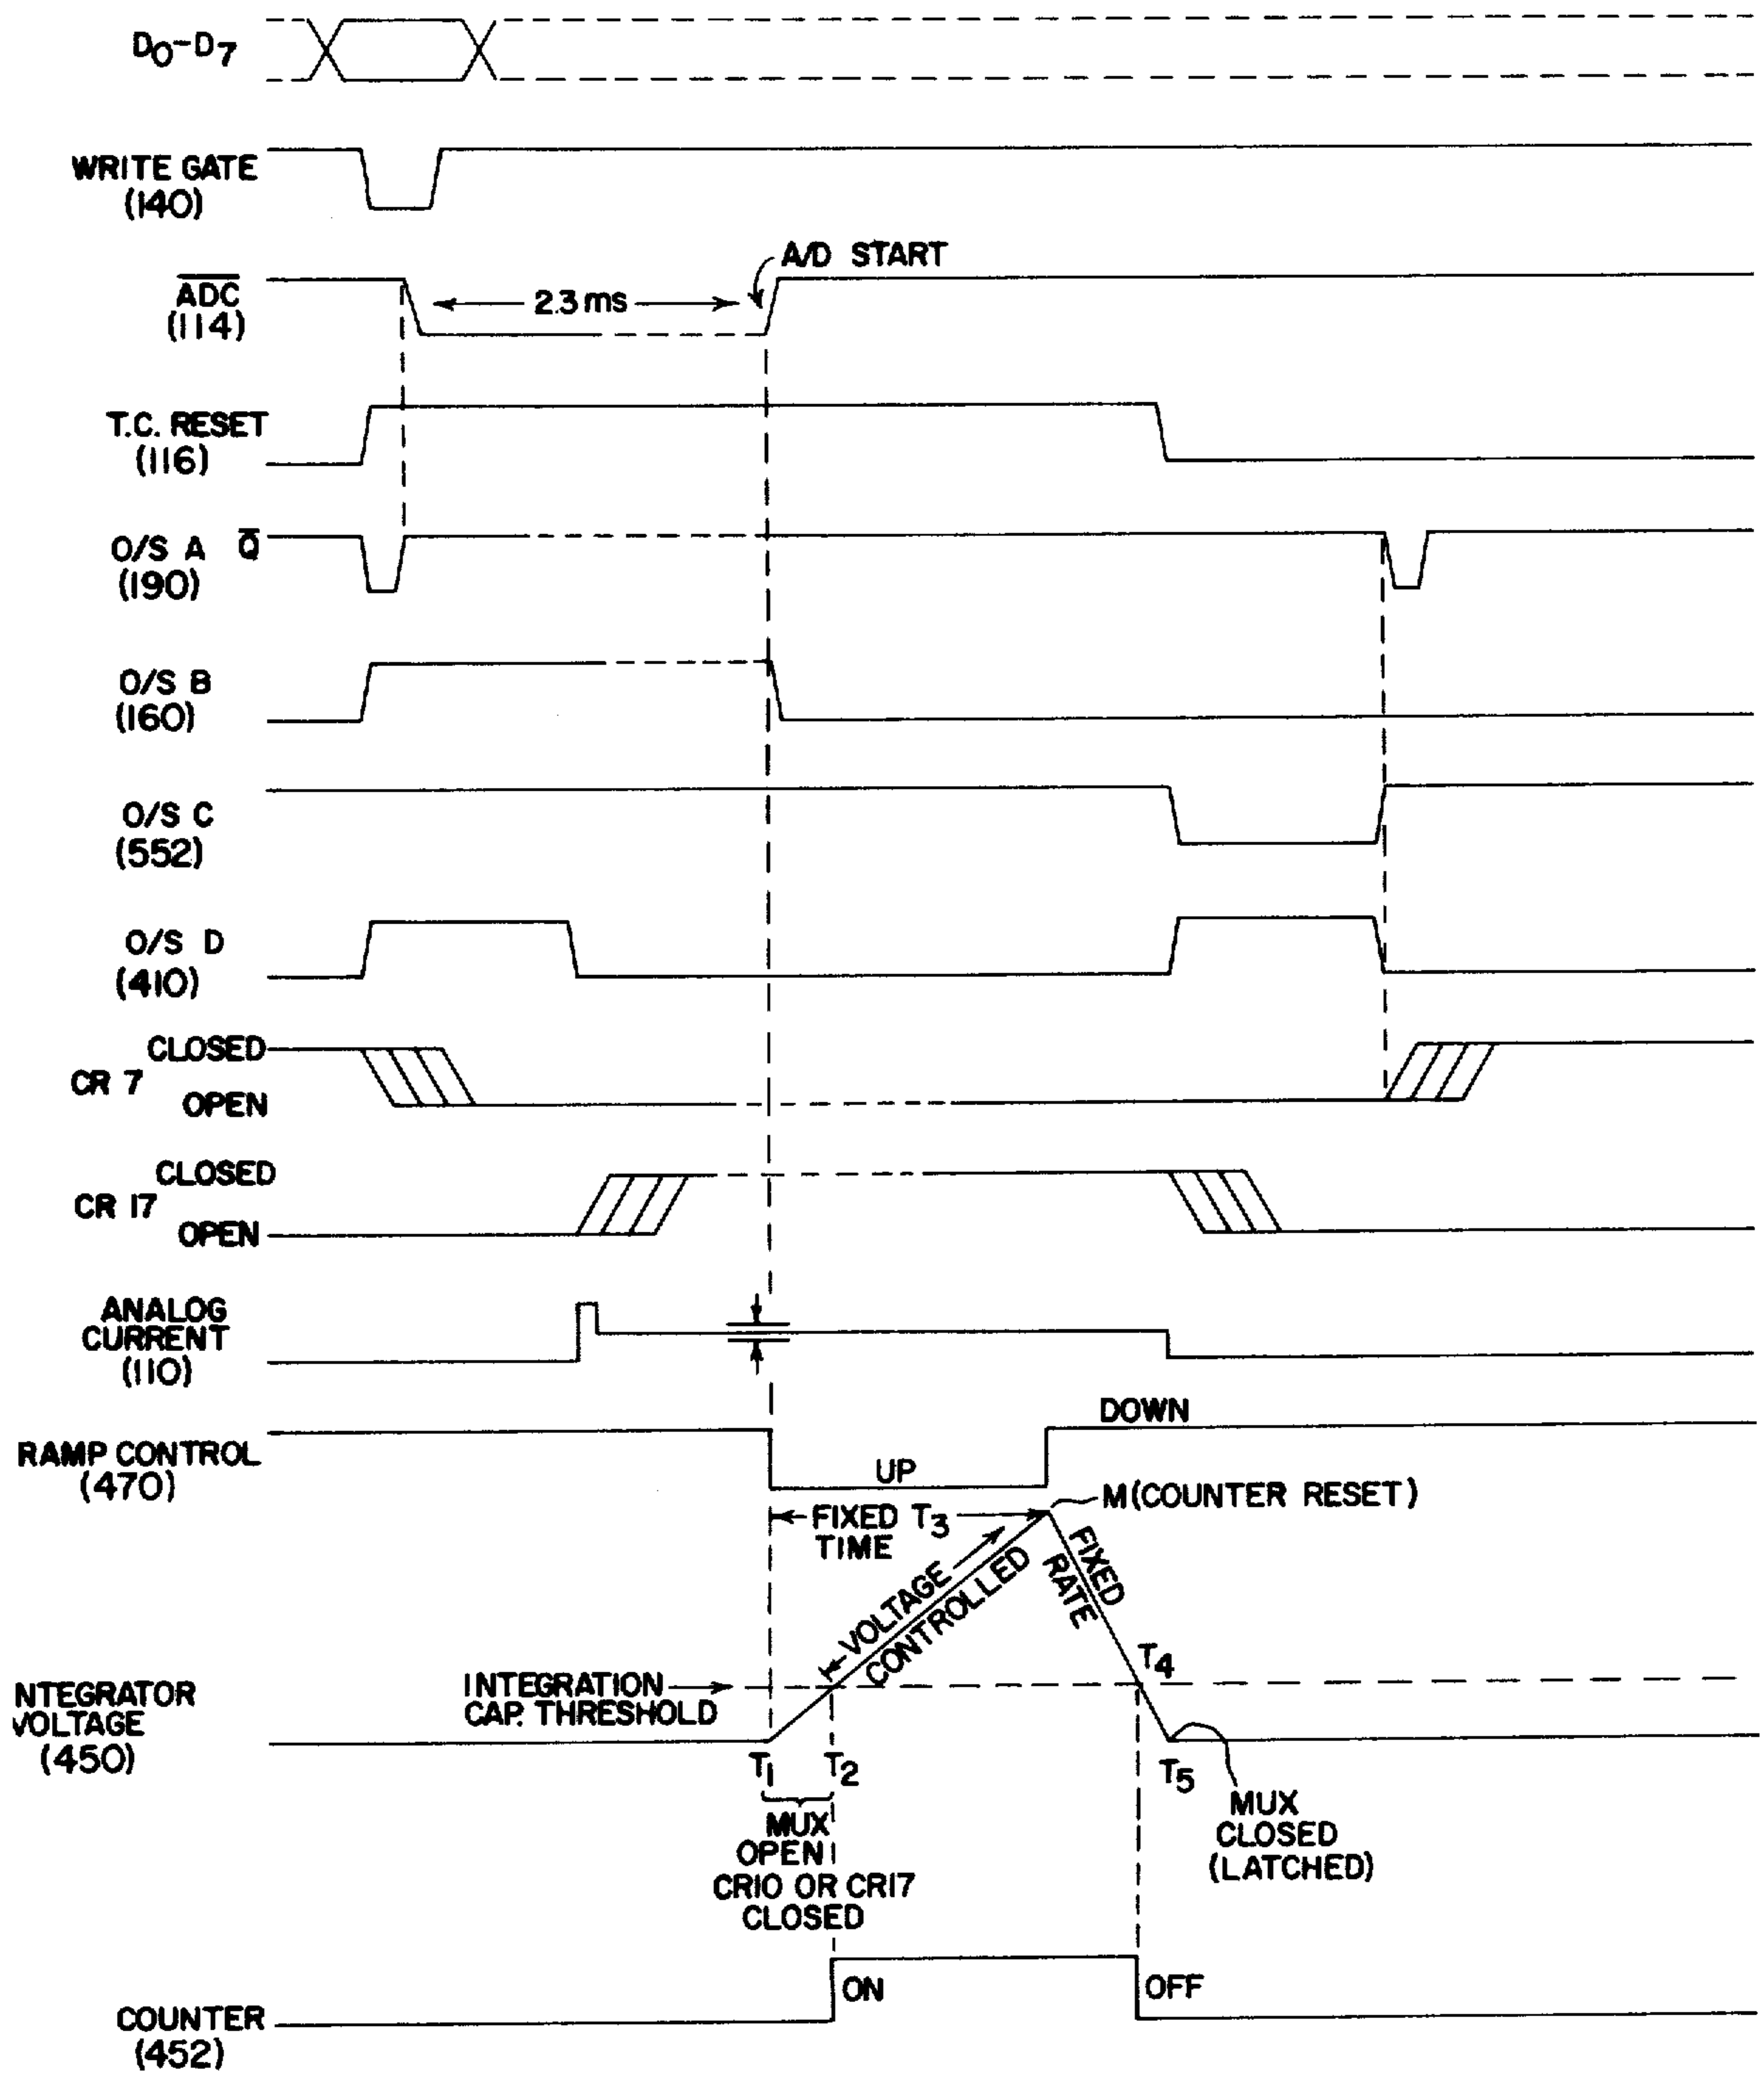 D0-D7
WRITE GATE
(140)
A/D START
ADC
(114)
2.3 ms
T.C. RESET
(116)
O/S A Q̅
(190)
O/S B
(160)
O/S C
(552)
O/S D
(410)
CLOSED
CR 7
OPEN
CLOSED
CR 17
OPEN
ANALOG
CURRENT
(110)
DOWN
RAMP CONTROL
(470)
UP
M (COUNTER RESET)
FIXED T3
TIME
FIXED
RATE
VOLTAGE
CONTROLLED
T4
INTEGRATION
CAP. THRESHOLD
NTEGRATOR
VOLTAGE
(450)
T1 T2
T5
MUX
OPEN
CR10 OR CR17
CLOSED
MUX
CLOSED
(LATCHED)
ON
OFF
COUNTER
(452)